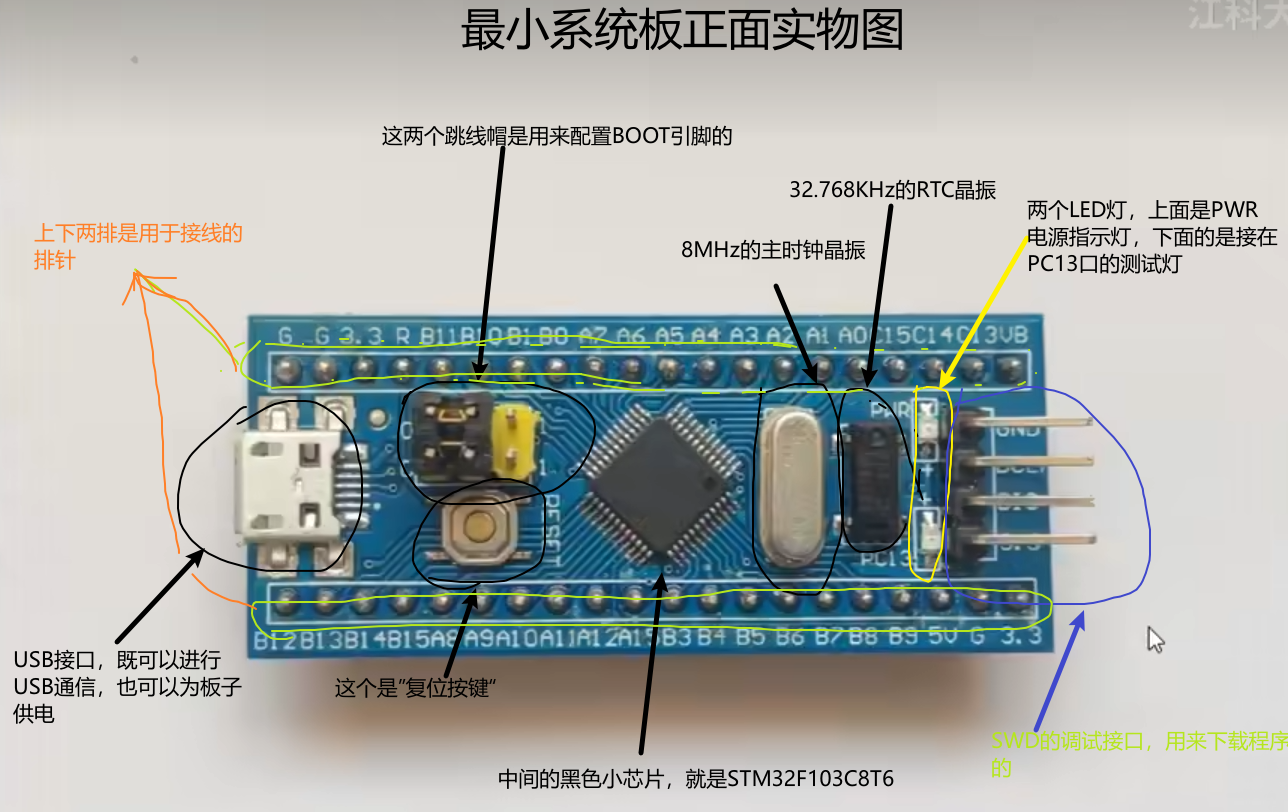 最小系统板正面实物图
江科大
这两个跳线帽是用来配置BOOT引脚的
32.768KHz的RTC晶振
两个LED灯，上面是PWR
电源指示灯，下面的是接在
PC13口的测试灯
上下两排是用于接线的
排针
8MHz的主时钟晶振
G G 3.3 R B11 B10 B1 B0 A7 A6 A5 A4 A3 A2 A1 A0 C15 C14 C13 VB
PWR
GND
1
RESET
PC13
B12 B13 B14 B15 A8 A9 A10 A11 A12 A15 B3 B4 B5 B6 B7 B8 B9 5V G 3.3
USB接口，既可以进行
USB通信，也可以为板子
供电
这个是”复位按键“
SWD的调试接口，用来下载程序
的
中间的黑色小芯片，就是STM32F103C8T6